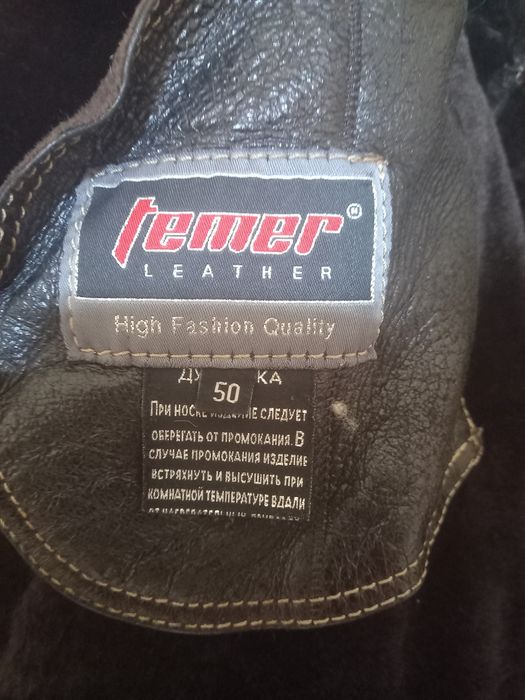 temer®
LEATHER
High Fashion Quality
50
ПРИ ИЗДЕЛИЕ СЛЕДУЕТ
ОБЕРЕГАТЬ ОТ ПРОМОКАНИЯ. В
СЛУЧАЕ ПРОМОКАНИЯ ИЗДЕЛИЕ
ВСТРЯХНУТЬ И ВЫСУШИТЬ ПРИ
КОМНАТНОЙ ТЕМПЕРАТУРЕ ВДАЛИ